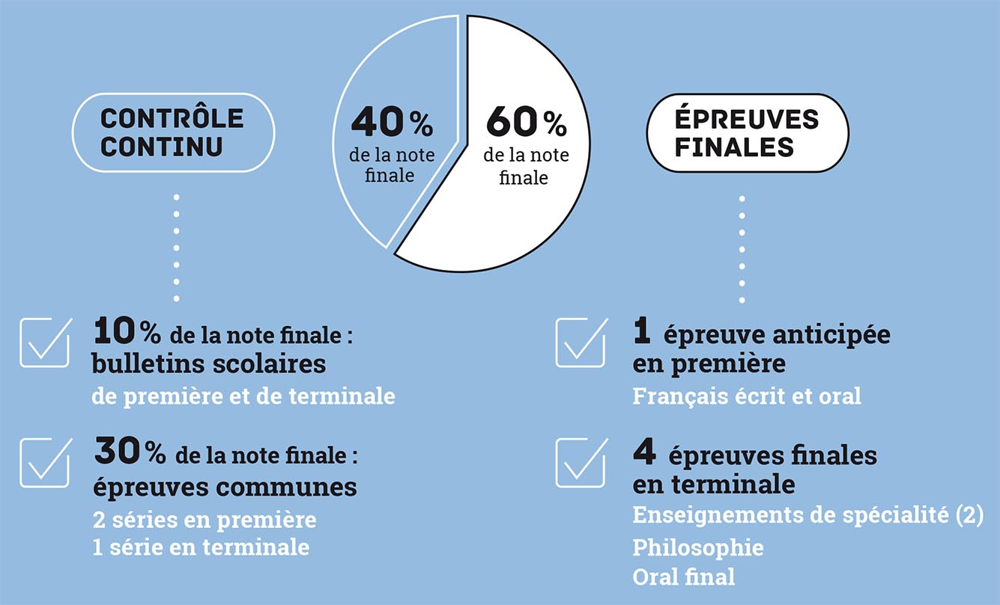 CONTRÔLE
CONTINU
40 %
de la note
finale
60 %
de la note
finale
ÉPREUVES
FINALES
10 % de la note finale :
bulletins scolaires
de première et de terminale
30 % de la note finale :
épreuves communes
2 séries en première
1 série en terminale
1 épreuve anticipée
en première
Français écrit et oral
4 épreuves finales
en terminale
Enseignements de spécialité (2)
Philosophie
Oral final